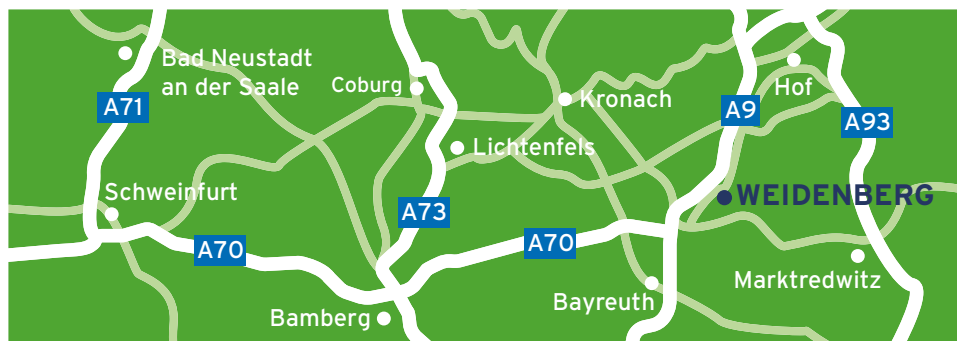 Bad Neustadt
an der Saale
Coburg
Kronach
Hof
A71
A9
A93
Lichtenfels
Schweinfurt
WEIDENBERG
A73
A70
A70
Marktredwitz
Bayreuth
Bamberg